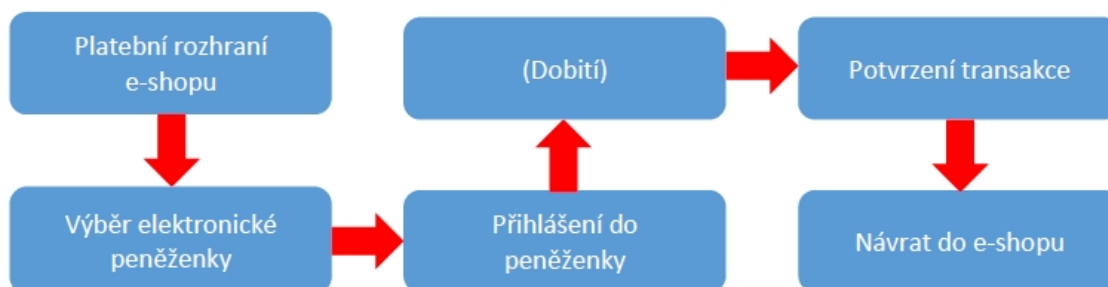 Platební rozhraní
e-shopu
Výběr elektronické
peněženky
Přihlášení do
peněženky
(Dobití)
Potvrzení transakce
Návrat do e-shopu